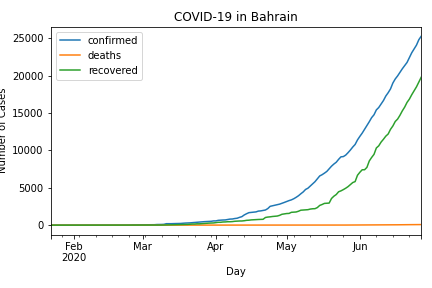 COVID-19 in Bahrain
confirmed
deaths
recovered
25000
20000
15000
10000
5000
0
Number of Cases
Feb
2020
Mar
Apr
May
Jun
Day